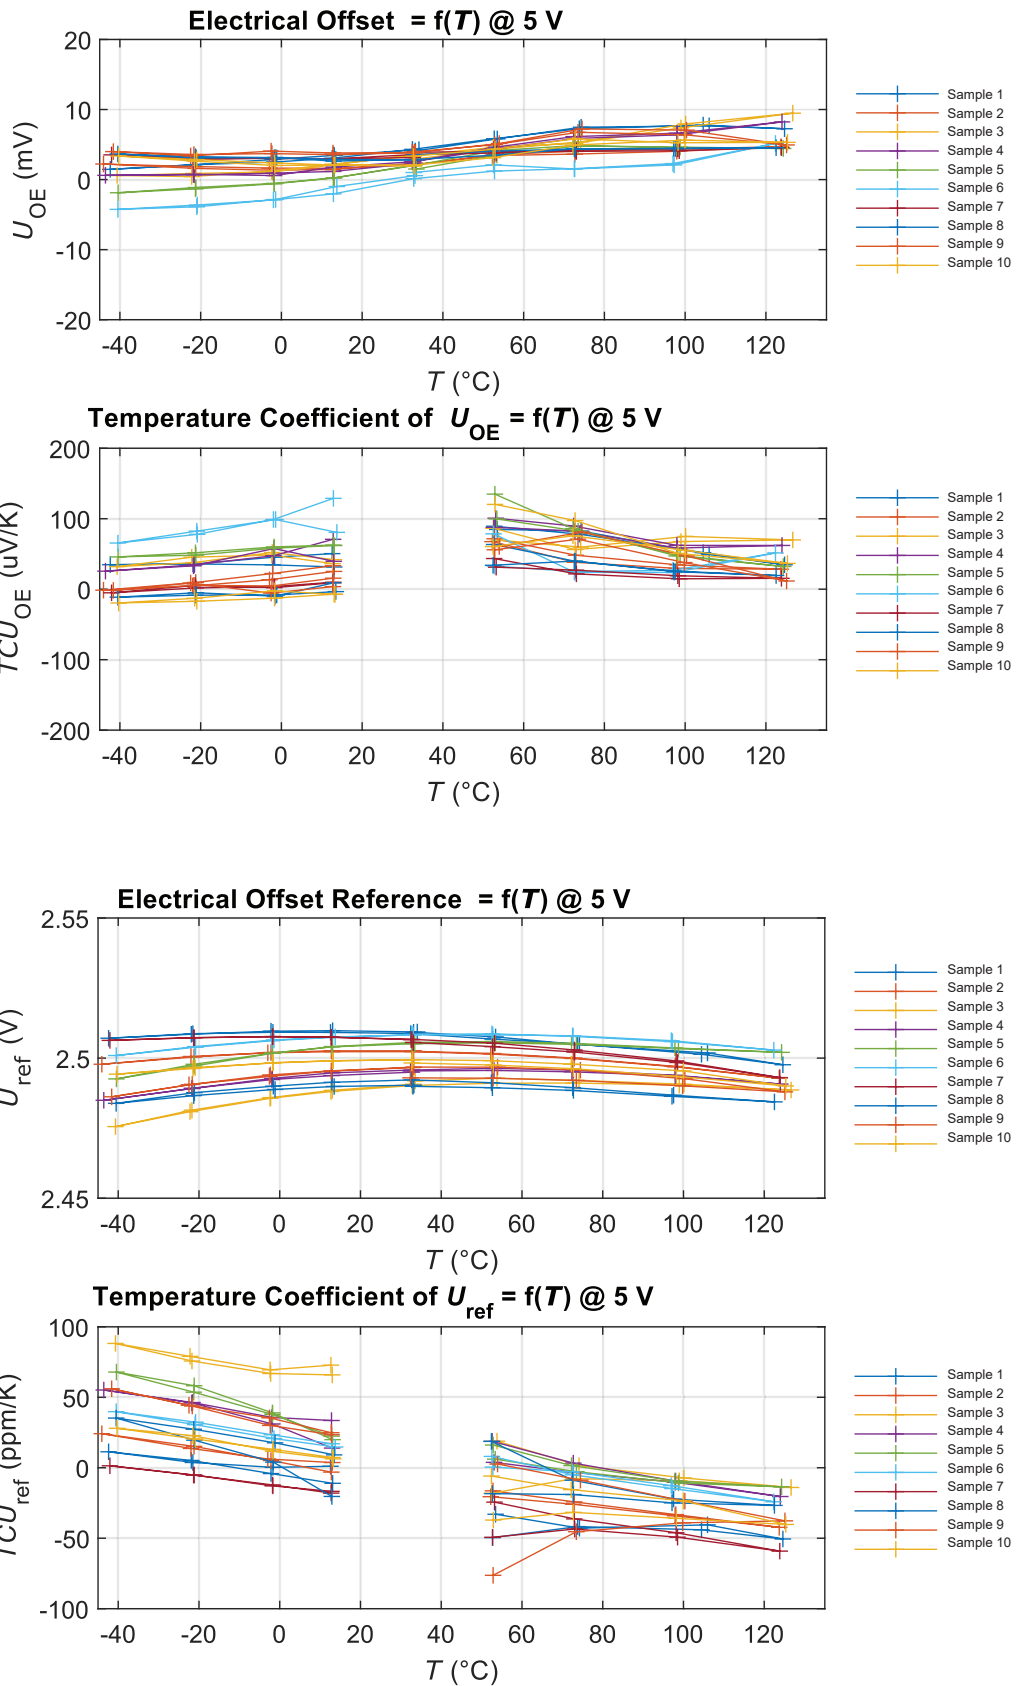 Electrical Offset = f(T) @ 5 V
20
10
0
-10
-20
U_OE (mV)
-40 -20 0 20 40 60 80 100 120
T (°C)
Sample 1
Sample 2
Sample 3
Sample 4
Sample 5
Sample 6
Sample 7
Sample 8
Sample 9
Sample 10
Temperature Coefficient of U_OE = f(T) @ 5 V
200
100
0
-100
-200
TCU_OE (uV/K)
-40 -20 0 20 40 60 80 100 120
T (°C)
Sample 1
Sample 2
Sample 3
Sample 4
Sample 5
Sample 6
Sample 7
Sample 8
Sample 9
Sample 10
Electrical Offset Reference = f(T) @ 5 V
2.55
2.5
2.45
U_ref (V)
-40 -20 0 20 40 60 80 100 120
T (°C)
Sample 1
Sample 2
Sample 3
Sample 4
Sample 5
Sample 6
Sample 7
Sample 8
Sample 9
Sample 10
Temperature Coefficient of U_ref = f(T) @ 5 V
100
50
0
-50
-100
TCU_ref (ppm/K)
-40 -20 0 20 40 60 80 100 120
T (°C)
Sample 1
Sample 2
Sample 3
Sample 4
Sample 5
Sample 6
Sample 7
Sample 8
Sample 9
Sample 10